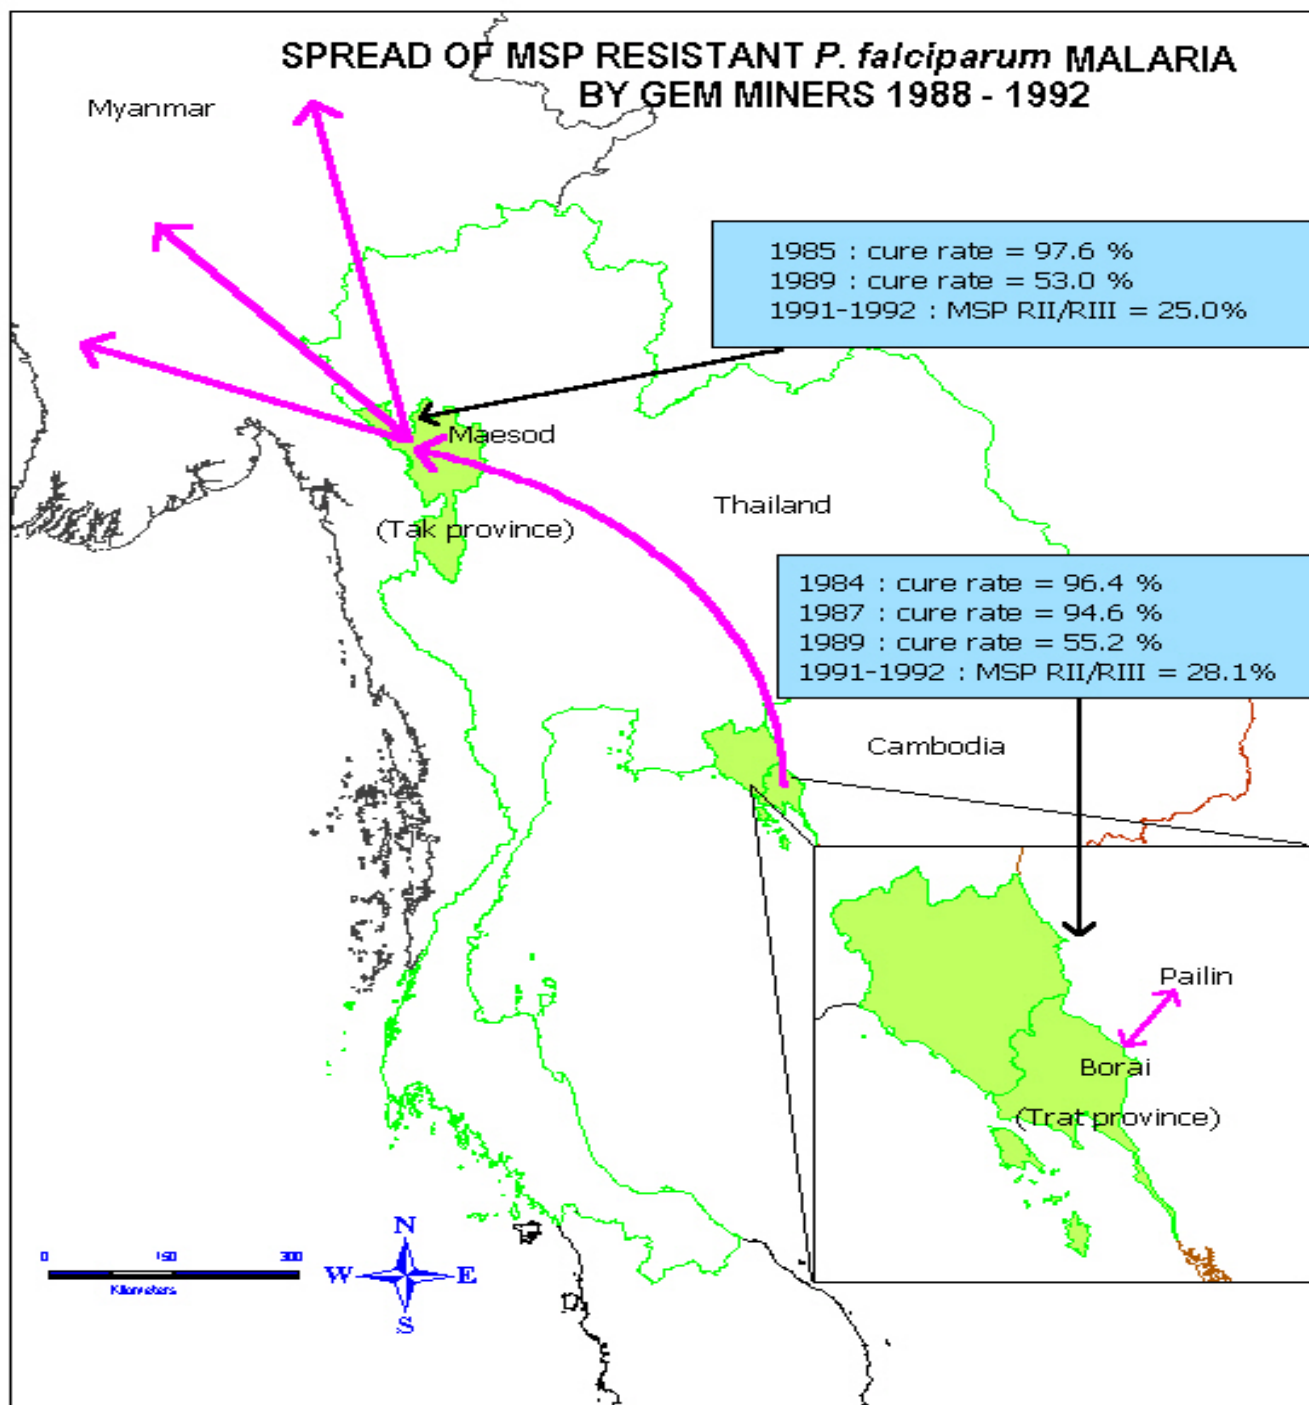 SPREAD OF MSP RESISTANT P. falciparum MALARIA
BY GEM MINERS 1988 - 1992
Myanmar
1985 : cure rate = 97.6 %
1989 : cure rate = 53.0 %
1991-1992 : MSP RII/RIII = 25.0%
Maesod
(Tak province)
Thailand
1984 : cure rate = 96.4 %
1987 : cure rate = 94.6 %
1989 : cure rate = 55.2 %
1991-1992 : MSP RII/RIII = 28.1%
Cambodia
Pailin
Borai
(Trat province)
0 150 300
Kilometers
N
W E
S